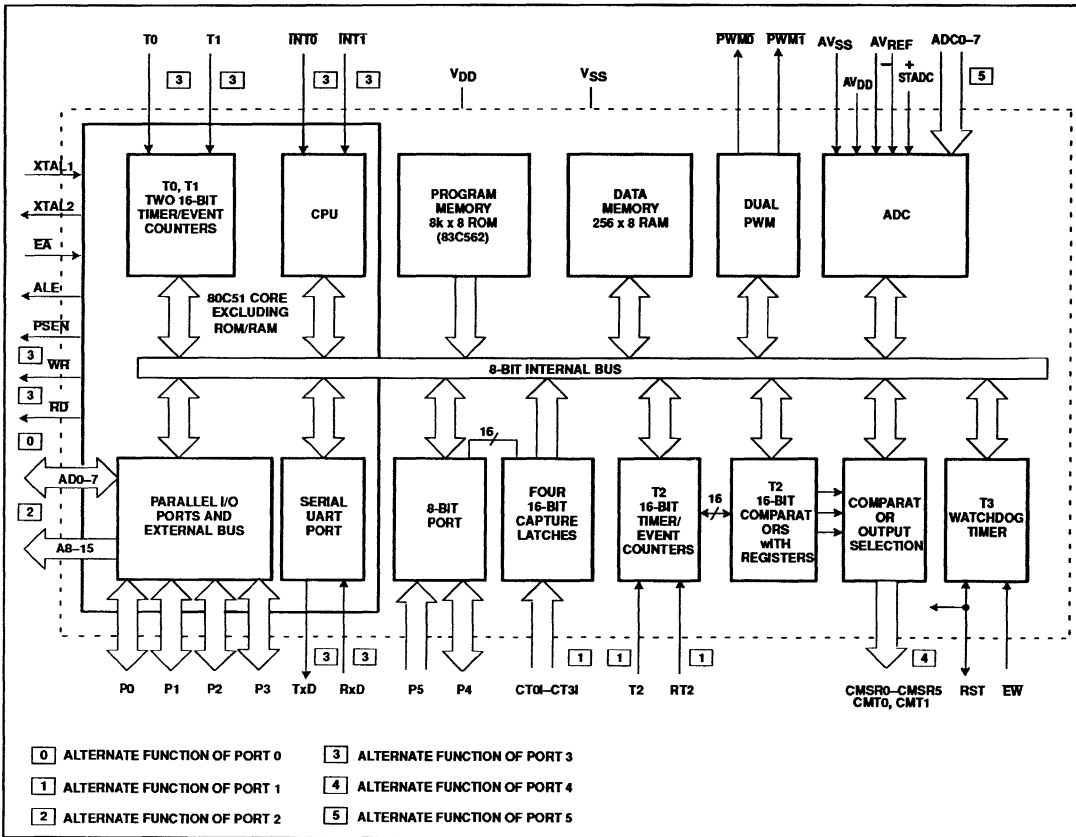 T0 T1 INT0 INT1 PWM0 PWM1 AVSS AVREF ADC0–7
3 3 3 3 VDD VSS AVDD – + STADC 5
XTAL1
XTAL2
EA
ALE
PSEN
3
WR
3
RD
0
AD0–7
2
A8–15
T0, T1
TWO 16-BIT
TIMER/EVENT
COUNTERS
CPU
PROGRAM
MEMORY
8k x 8 ROM
(83C562)
DATA
MEMORY
256 x 8 RAM
DUAL
PWM
ADC
80C51 CORE
EXCLUDING
ROM/RAM
8-BIT INTERNAL BUS
PARALLEL I/O
PORTS AND
EXTERNAL BUS
SERIAL
UART
PORT
8-BIT
PORT
16
FOUR
16-BIT
CAPTURE
LATCHES
T2
16-BIT
TIMER/
EVENT
COUNTERS
16
T2
16-BIT
COMPARAT
ORS
wITH
REGISTERS
COMPARAT
OR
OUTPUT
SELECTION
T3
WATCHDOG
TIMER
3 3 1 1 1 4
P0 P1 P2 P3 TxD RxD P5 P4 CT0I–CT3I T2 RT2 CMSR0–CMSR5 RST EW
CMT0, CMT1
0 ALTERNATE FUNCTION OF PORT 0
1 ALTERNATE FUNCTION OF PORT 1
2 ALTERNATE FUNCTION OF PORT 2
3 ALTERNATE FUNCTION OF PORT 3
4 ALTERNATE FUNCTION OF PORT 4
5 ALTERNATE FUNCTION OF PORT 5